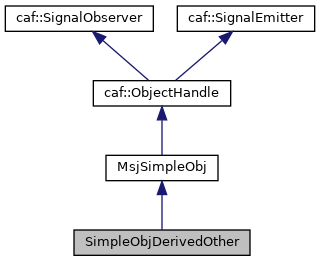 caf::SignalObserver
caf::SignalEmitter
caf::ObjectHandle
MsjSimpleObj
SimpleObjDerivedOther